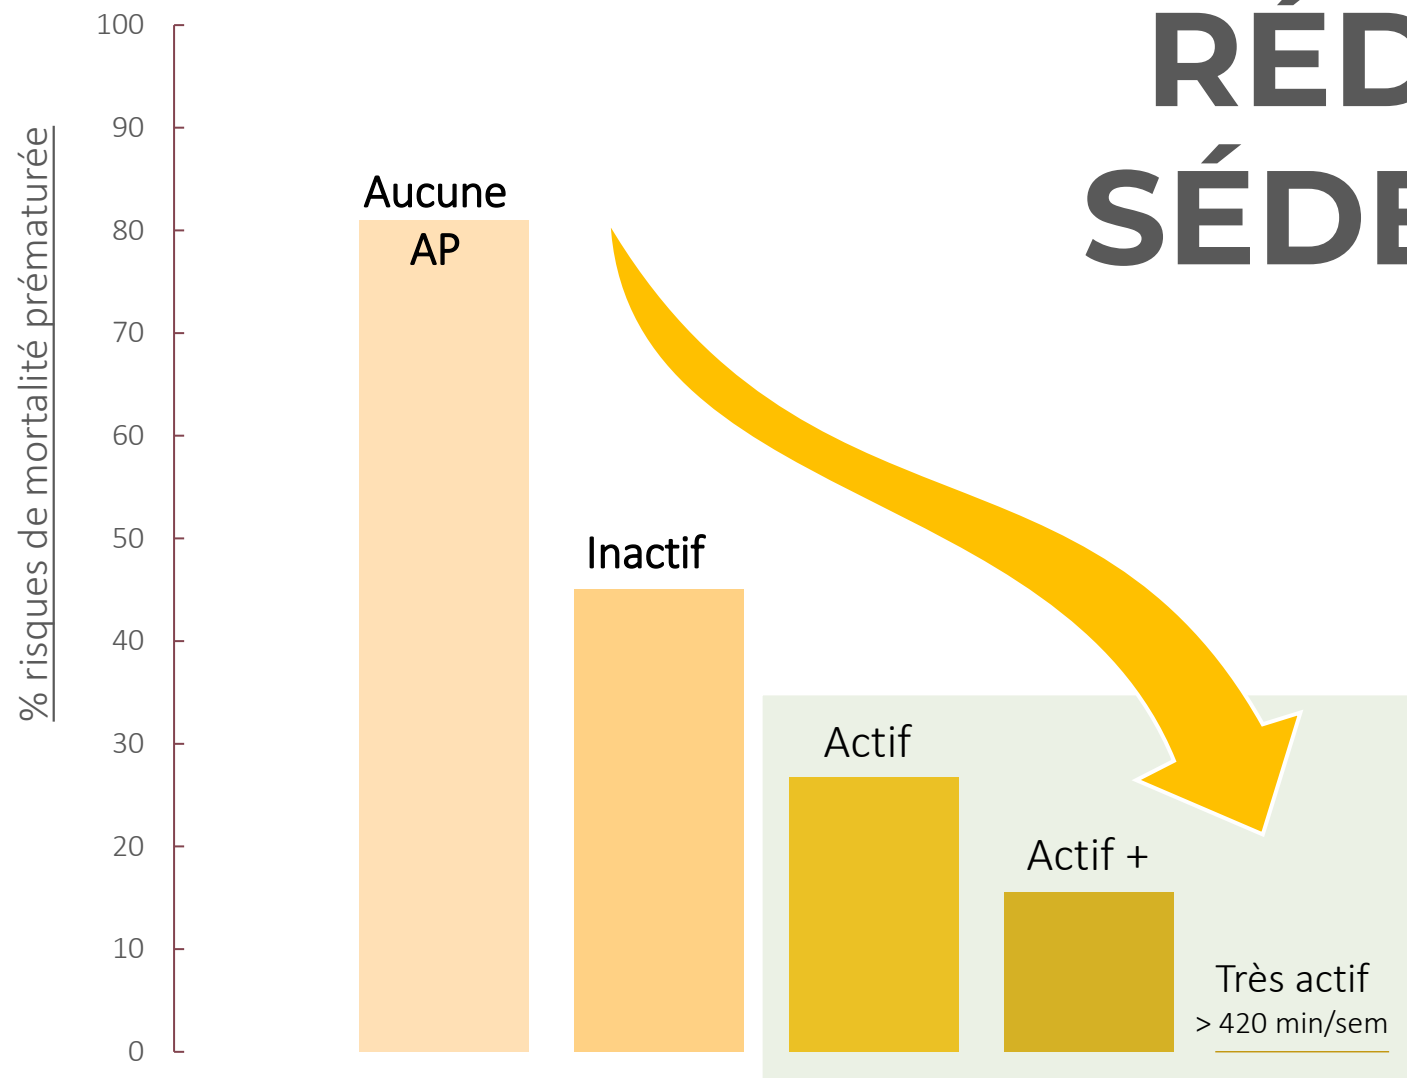 RÉD
SÉDE
% risques de mortalité prématurée
100
90
80
70
60
50
40
30
20
10
0
Aucune
AP
Inactif
Actif
Actif +
Très actif
> 420 min/sem